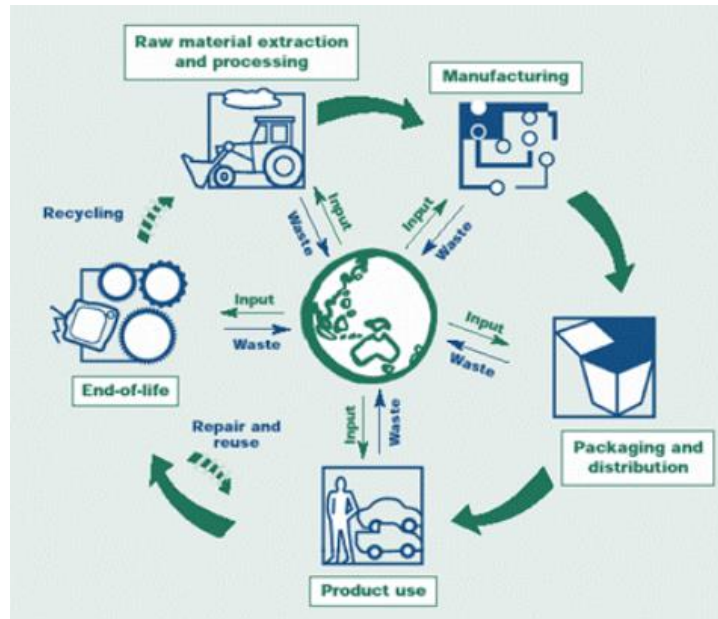 Raw material extraction
and processing
Manufacturing
Recycling
Input
Waste
Input
Waste
Input
Waste
Input
Waste
End-of-life
Repair and
reuse
Input
Waste
Packaging and
distribution
Product use